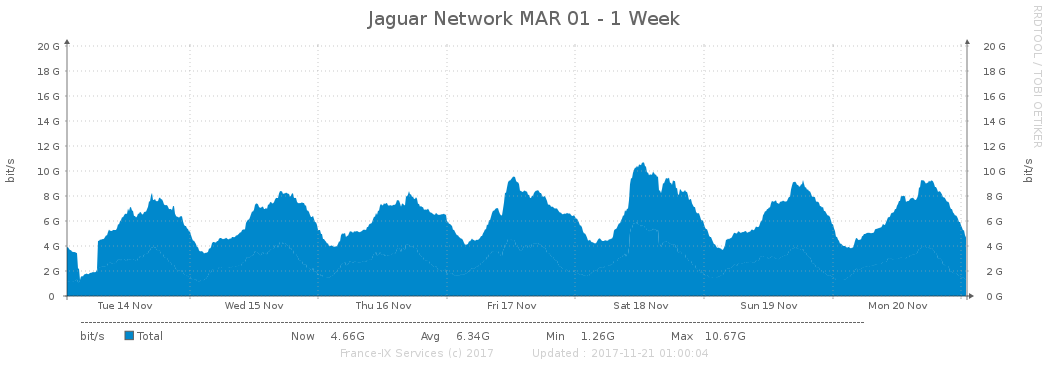 Jaguar Network MAR 01 - 1 Week
RRDTOOL / TOBI OETIKER
bit/s
bit/s
20 G 20 G
18 G 18 G
16 G 16 G
14 G 14 G
12 G 12 G
10 G 10 G
8 G 8 G
6 G 6 G
4 G 4 G
2 G 2 G
0 0 G
Tue 14 Nov Wed 15 Nov Thu 16 Nov Fri 17 Nov Sat 18 Nov Sun 19 Nov Mon 20 Nov
bit/s Total Now 4.66G Avg 6.34G Min 1.26G Max 10.67G
France-IX Services (c) 2017 Updated : 2017-11-21 01:00:04